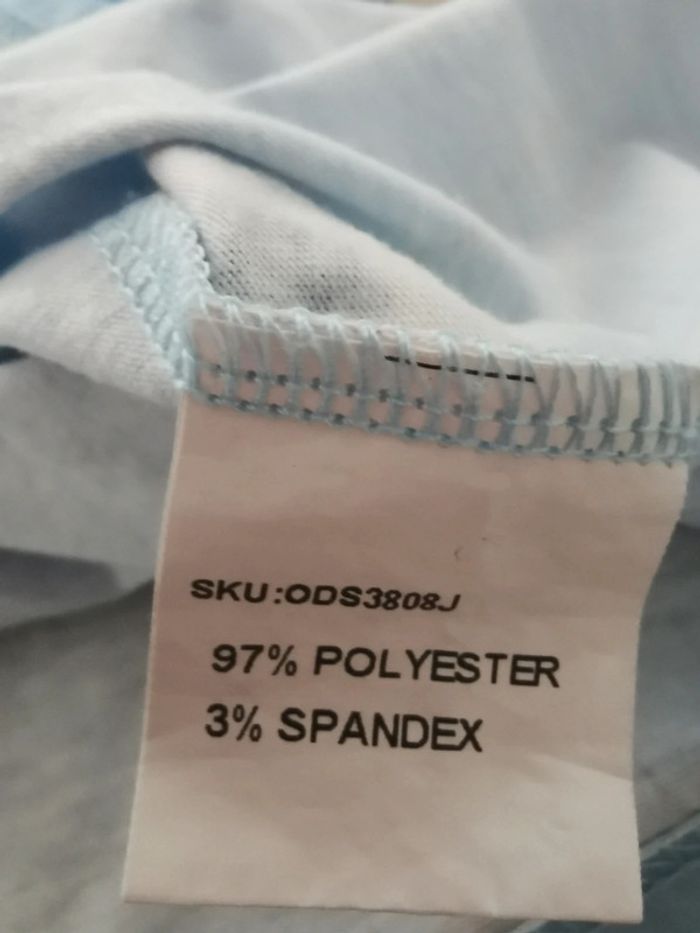 SKU:ODS3808J
97% POLYESTER
3% SPANDEX